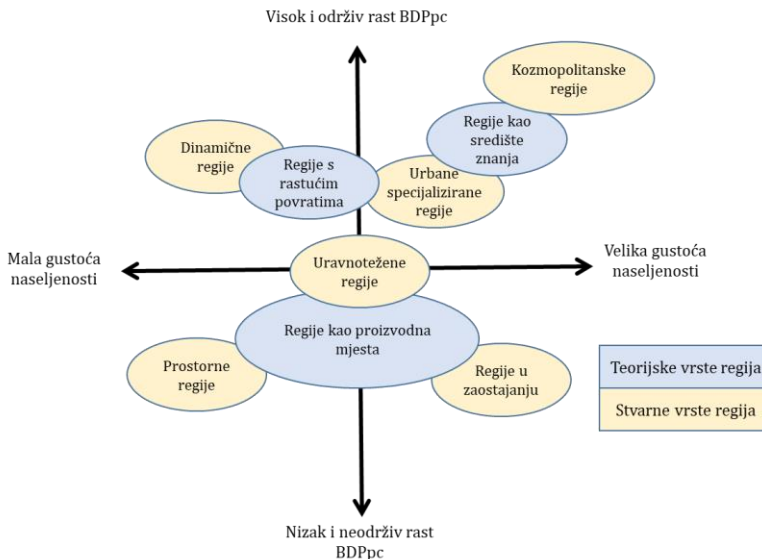 Visok i održiv rast BDPpc
Kozmopolitanske
regije
Regije kao
središte
znanja
Dinamične
regije
Regije s
rastućim
povratima
Urbane
specijalizirane
regije
Mala gustoća
naseljenosti
Uravnotežene
regije
Velika gustoća
naseljenosti
Regije kao proizvodna
mjesta
Prostorne
regije
Regije u
zaostajanju
Teorijske vrste regija
Stvarne vrste regija
Nizak i neodrživ rast
BDPpc